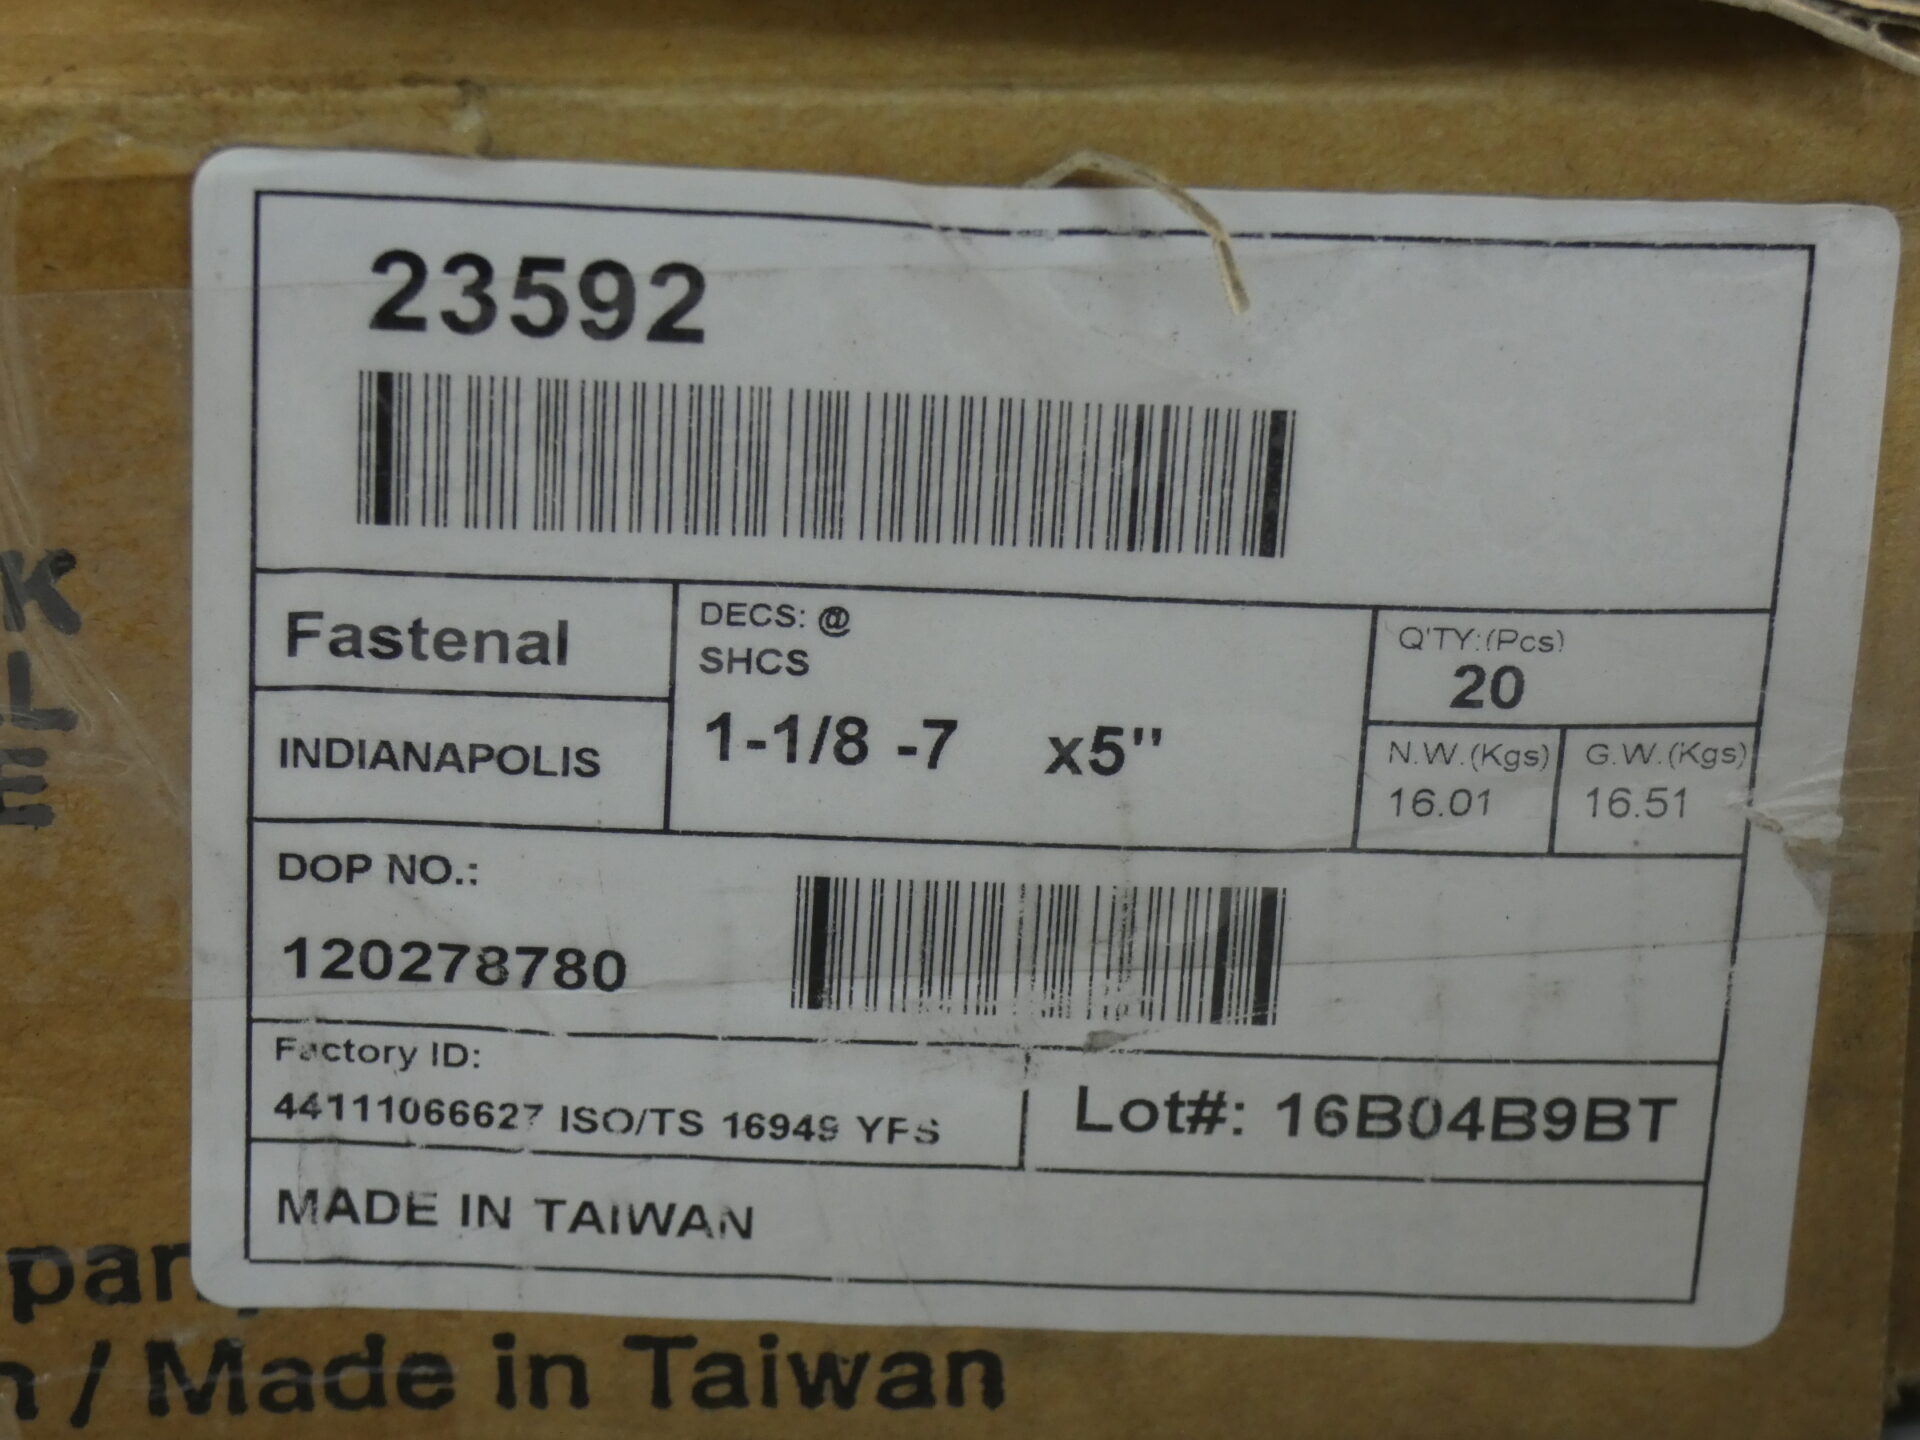 23592
Fastenal
INDIANAPOLIS
DECS: @
SHCS
1-1/8 -7 x5"
Q'TY:(Pcs)
20
N.W.(Kgs)
16.01
G.W.(Kgs)
16.51
DOP NO.:
120278780
Factory ID:
44111066627 ISO/TS 16949 YFS
Lot#: 16B04B9BT
MADE IN TAIWAN
K
L
E
/ Made in Taiwan